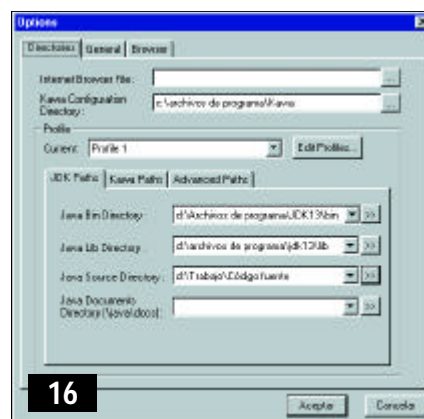 Options
Directories General Browser
Internet Browser File:
Kawa Configuration Directory: c:\archivos de programa\Kawa
Profile
Current: Profile 1 Edit Profiles...
JDK Paths Kawa Paths Advanced Paths
Java Bin Directory: d:\Archivos de programa\JDK13\bin
Java Lib Directory: d:\archivos de programa\jdk13\lib
Java Source Directory: d:\Trabajo\Código fuente
Java Documents
Directory (\java\docs):
16
Aceptar Cancelar